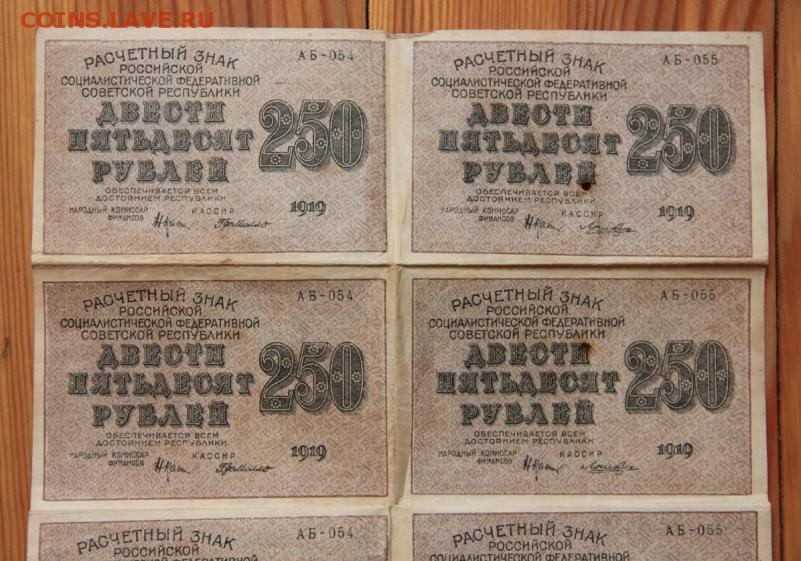 COINS.LAVE.RU
РАСЧЕТНЫЙ ЗНАК АБ-054
РОССИЙСКОЙ
СОЦИАЛИСТИЧЕСКОЙ ФЕДЕРАТИВНОЙ
СОВЕТСКОЙ РЕСПУБЛИКИ
ДВЕСТИ
ПЯТЬДЕСЯТ 250
РУБЛЕЙ
ОБЕСПЕЧИВАЕТСЯ ВСЕМ
ДОСТОЯНИЕМ РЕСПУБЛИКИ
НАРОДНЫЙ КОМИССАР КАССИР 1919
ФИНАНСОВ
РАСЧЕТНЫЙ ЗНАК АБ-055
РОССИЙСКОЙ
СОЦИАЛИСТИЧЕСКОЙ ФЕДЕРАТИВНОЙ
СОВЕТСКОЙ РЕСПУБЛИКИ
ДВЕСТИ
ПЯТЬДЕСЯТ 250
РУБЛЕЙ
ОБЕСПЕЧИВАЕТСЯ ВСЕМ
ДОСТОЯНИЕМ РЕСПУБЛИКИ
НАРОДНЫЙ КОМИССАР КАССИР 1919
ФИНАНСОВ
РАСЧЕТНЫЙ ЗНАК АБ-054
РОССИЙСКОЙ
СОЦИАЛИСТИЧЕСКОЙ ФЕДЕРАТИВНОЙ
СОВЕТСКОЙ РЕСПУБЛИКИ
ДВЕСТИ
ПЯТЬДЕСЯТ 250
РУБЛЕЙ
ОБЕСПЕЧИВАЕТСЯ ВСЕМ
ДОСТОЯНИЕМ РЕСПУБЛИКИ
НАРОДНЫЙ КОМИССАР КАССИР 1919
ФИНАНСОВ
РАСЧЕТНЫЙ ЗНАК АБ-055
РОССИЙСКОЙ
СОЦИАЛИСТИЧЕСКОЙ ФЕДЕРАТИВНОЙ
СОВЕТСКОЙ РЕСПУБЛИКИ
ДВЕСТИ
ПЯТЬДЕСЯТ 250
РУБЛЕЙ
ОБЕСПЕЧИВАЕТСЯ ВСЕМ
ДОСТОЯНИЕМ РЕСПУБЛИКИ
НАРОДНЫЙ КОМИССАР КАССИР 1919
ФИНАНСОВ
РАСЧЕТНЫЙ ЗНАК АБ-054
РОССИЙСКОЙ
СОЦИАЛИСТИЧЕСКОЙ ФЕДЕРАТИВНОЙ
РАСЧЕТНЫЙ ЗНАК АБ-055
РОССИЙСКОЙ
СОЦИАЛИСТИЧЕСКОЙ ФЕДЕРАТИВНОЙ